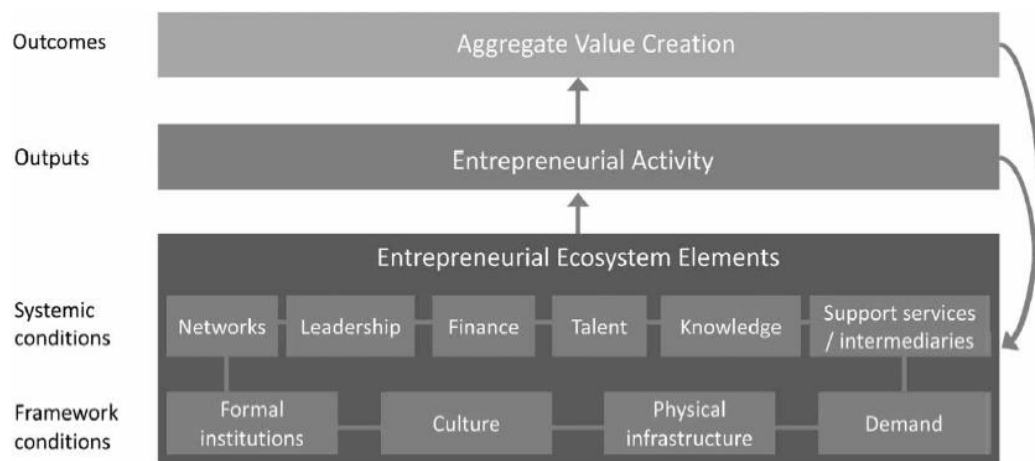 Outcomes
Aggregate Value Creation
Outputs
Entrepreneurial Activity
Entrepreneurial Ecosystem Elements
Systemic
conditions
Networks
Leadership
Finance
Talent
Knowledge
Support services
/ intermediaries
Framework
conditions
Formal
institutions
Culture
Physical
infrastructure
Demand